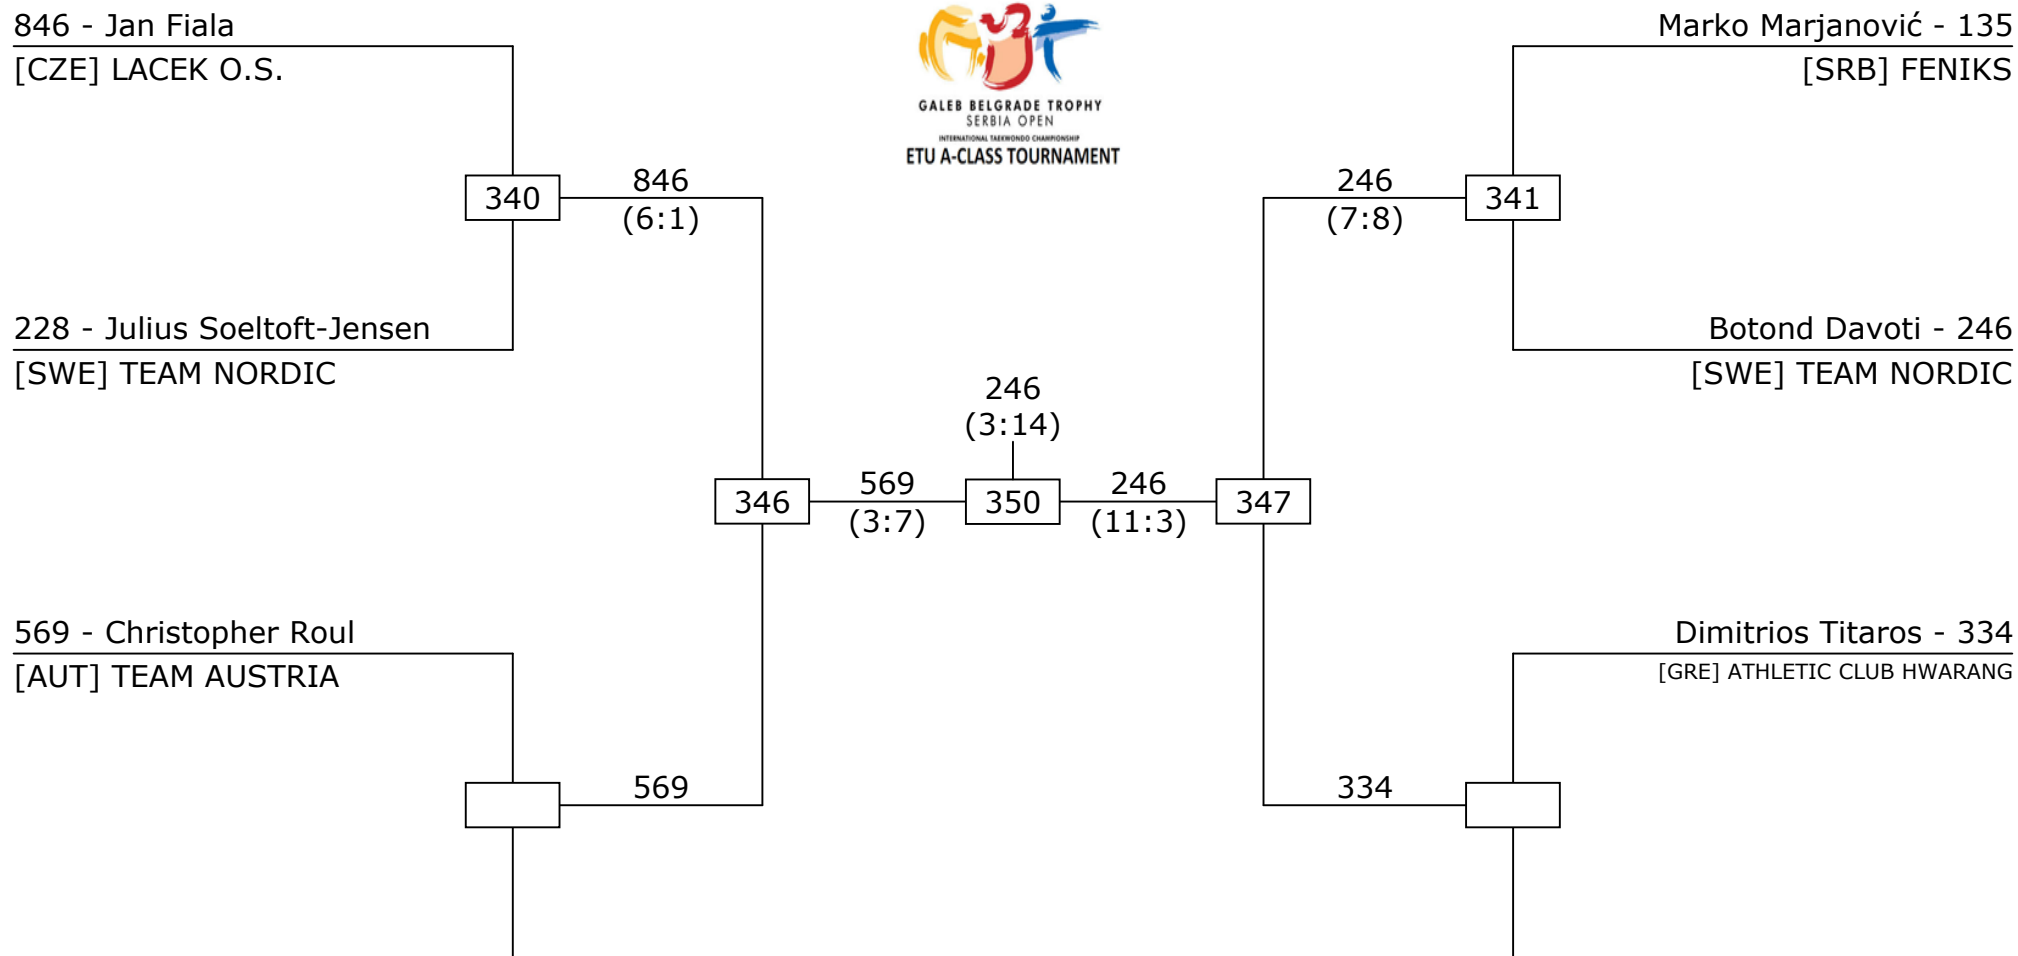 846 - Jan Fiala
[CZE] LACEK O.S.
GALEB BELGRADE TROPHY
SERBIA OPEN
INTERNATIONAL TAEKWONDO CHAMPIONSHIP
ETU A-CLASS TOURNAMENT
Marko Marjanović - 135
[SRB] FENIKS
340
846
(6:1)
246
(7:8)
341
228 - Julius Soeltoft-Jensen
[SWE] TEAM NORDIC
Botond Davoti - 246
[SWE] TEAM NORDIC
246
(3:14)
346
569
(3:7)
350
246
(11:3)
347
569 - Christopher Roul
[AUT] TEAM AUSTRIA
Dimitrios Titaros - 334
[GRE] ATHLETIC CLUB HWARANG
569
334